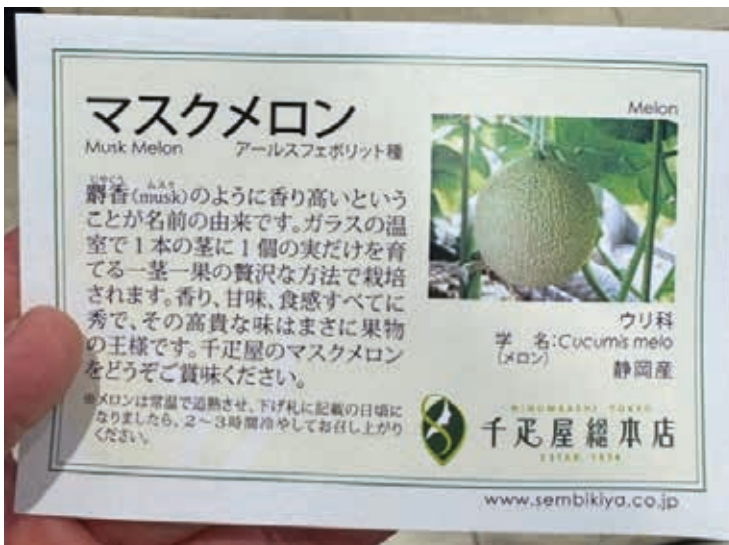 マスクメロン
Musk Melon アールスフェボリット種
麝香(musk)のように香り高いという
ことが名前の由来です。ガラスの温
室で1本の茎に1個の実だけを育
てる一茎一果の贅沢な方法で栽培
されます。香り、甘味、食感すべてに
秀で、その高貴な味はまさに果物
の王様です。千疋屋のマスクメロン
をどうぞご賞味ください。
※メロンは常温で追熟させ、下げ札に記載の日頃に
なりましたら、2〜3時間冷やしてお召し上がり
ください。
Melon
ウリ科
学 名:Cucumis melo
(メロン)
静岡産
NIHOMBASHI TOKYO
千疋屋総本店
ESTAB. 1834
www.sembikiya.co.jp